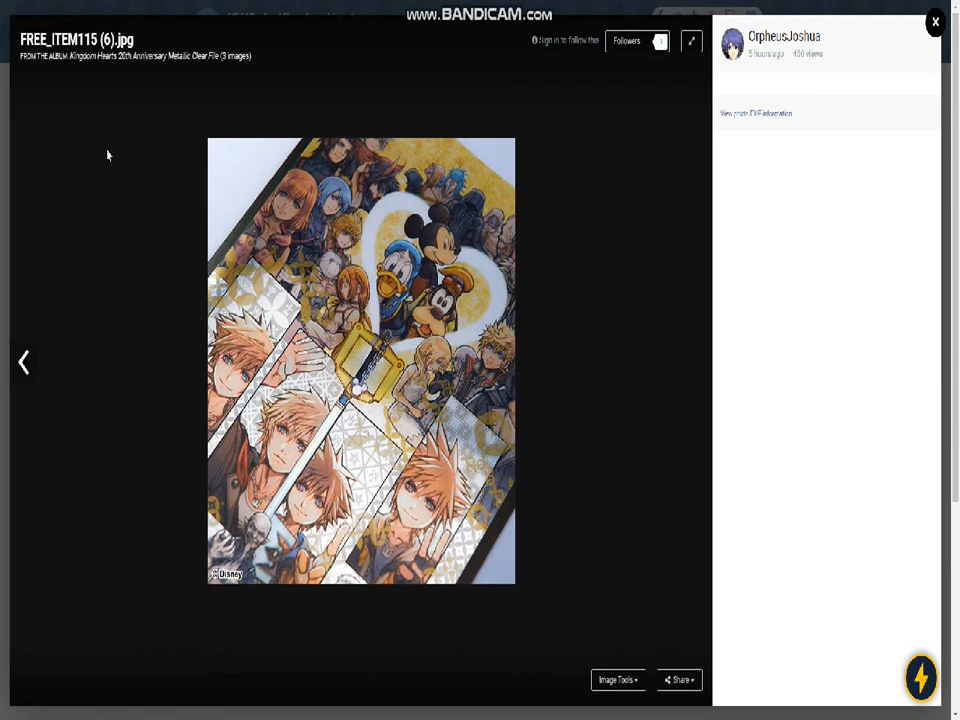 www.BANDICAM.com
FREE_ITEM115 (6).jpg
FROM THE ALBUM: Kingdom Hearts 20th Anniversary Metallic Clear File (3 images)
Sign in to follow this
Followers 1
OrpheusJoshua
5 hours ago 450 views
View photo EXIF information
© Disney
Image Tools
Share